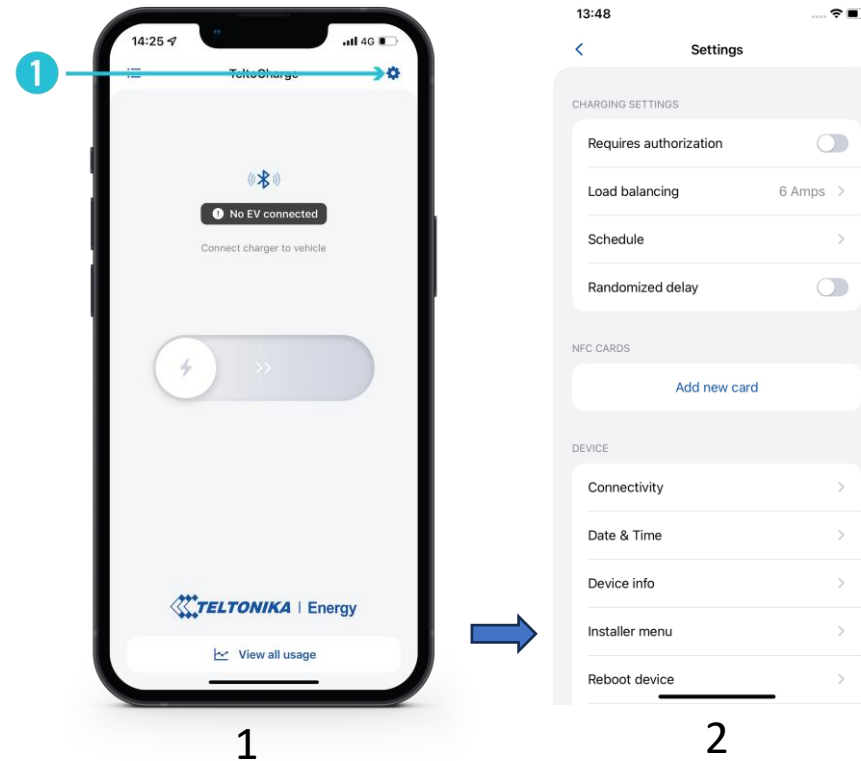 14:25
4G
1
TeltoCharge
No EV connected
Connect charger to vehicle
TELTONIKA | Energy
View all usage
1
13:48
Settings
CHARGING SETTINGS
Requires authorization
Load balancing 6 Amps
Schedule
Randomized delay
NFC CARDS
Add new card
DEVICE
Connectivity
Date & Time
Device info
Installer menu
Reboot device
2